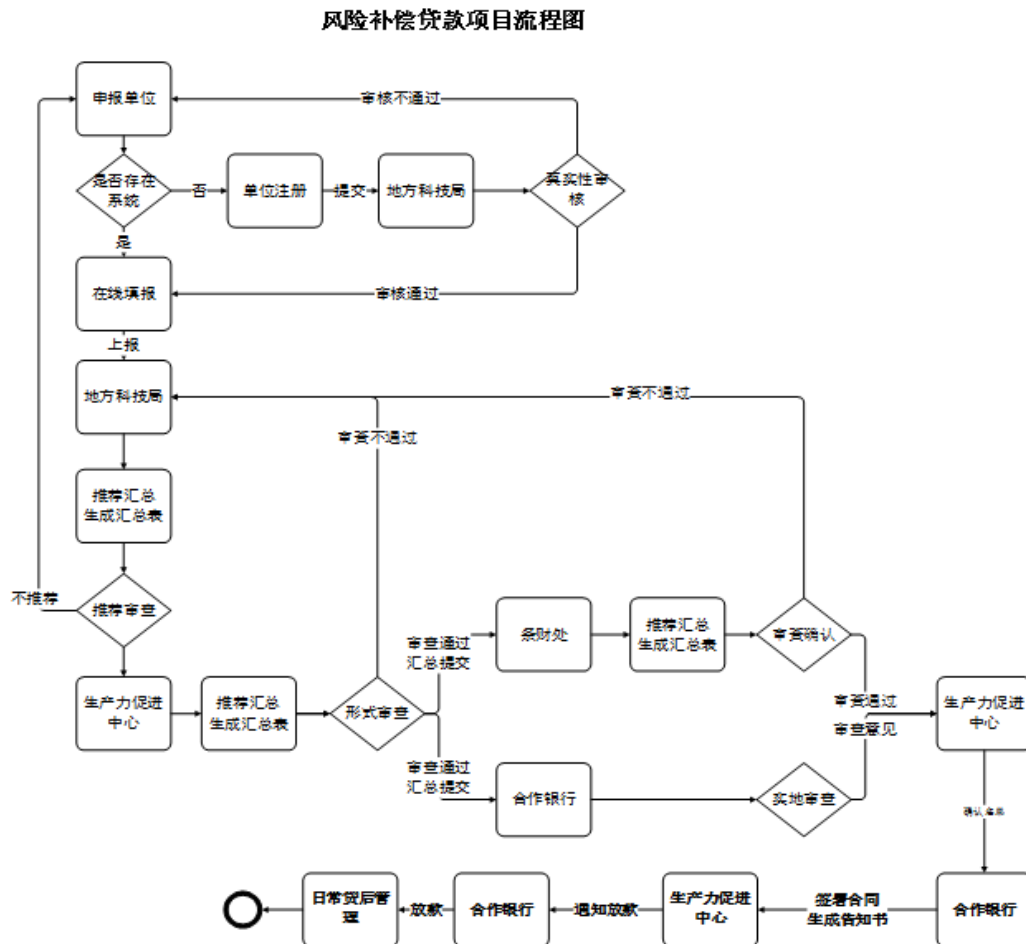 风险补偿贷款项目流程图
申报单位
审核不通过
是否存在
系统
否
单位注册
提交
地方科技局
真实性审
核
是
在线填报
审核通过
上报
地方科技局
审查不通过
审查不通过
推荐汇总
生成汇总表
不推荐
推荐审查
审查通过
汇总提交
条财处
推荐汇总
生成汇总表
审查确认
生产力促进
中心
推荐汇总
生成汇总表
形式审查
审查通过
审查意见
生产力促进
中心
审查通过
汇总提交
合作银行
实地审查
确认名单
日常贷后管
理
放款
合作银行
通知放款
生产力促进
中心
签署合同
生成告知书
合作银行